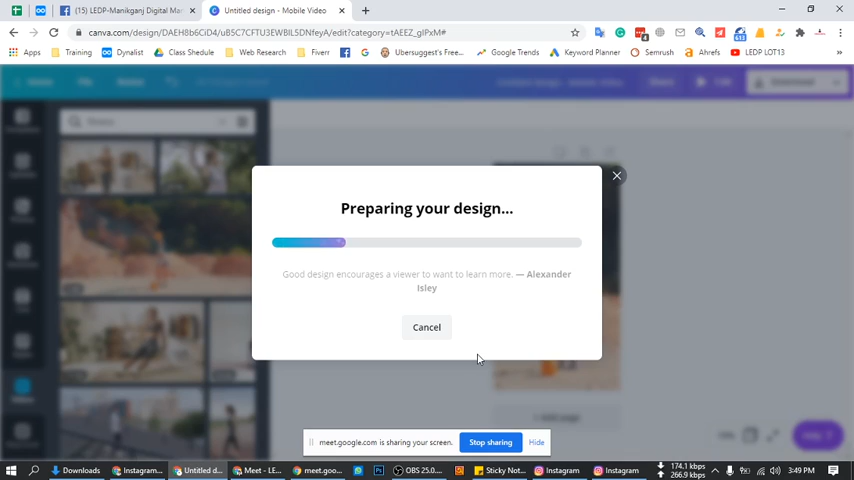 (15) LEDP-Manikganj Digital Mar
Untitled design - Mobile Video
canva.com/design/DAEH8b6CiD4/uBSC7CFTU3EWBIL5DNfeyA/edit?category=tAEEZ_gIPxM#
Apps
Training
Dynalist
Class Shedule
Web Research
Fiverr
Ubersuggest's Free...
Google Trends
Keyword Planner
Semrush
Ahrefs
LEDP LOT13
Preparing your design...
Good design encourages a viewer to want to learn more. — Alexander
Isley
Cancel
meet.google.com is sharing your screen.
Stop sharing
Hide
Downloads
Instagram...
Untitled d...
Meet - LE...
meet.goo...
OBS 25.0....
Sticky Not...
Instagram
Instagram
174.1 kbps
266.9 kbps
3:49 PM